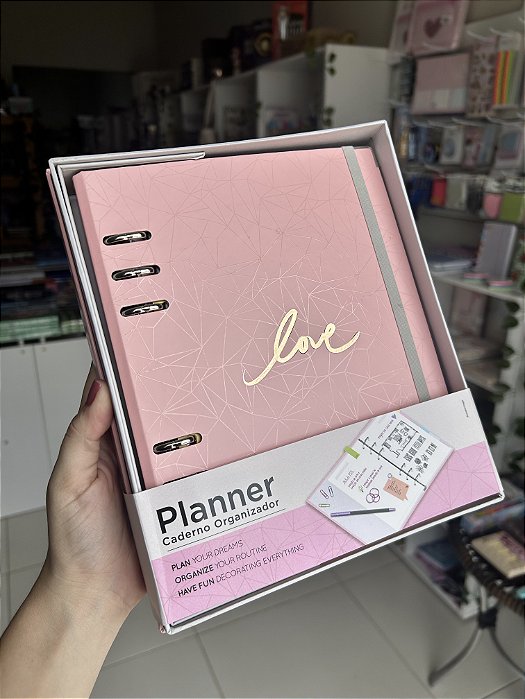 love
Planner
Caderno Organizador
PLAN YOUR DREAMS
ORGANIZE YOUR ROUTINE
HAVE FUN DECORATING EVERYTHING